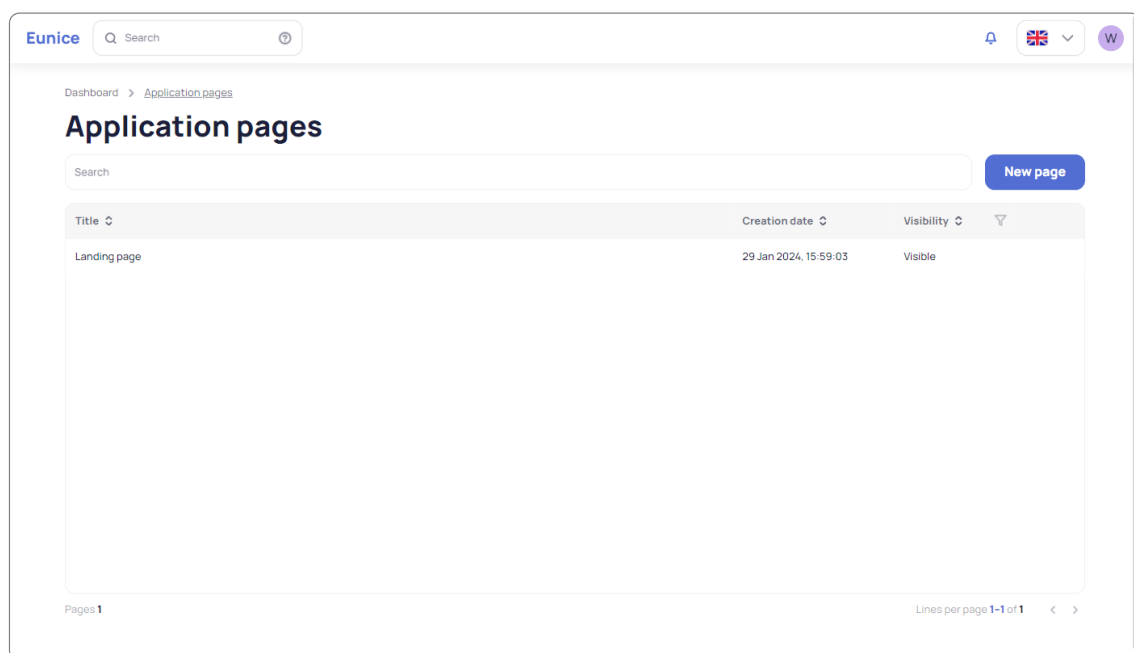 Eunice Search W
Dashboard > Application pages
Application pages
Search New page
Title Creation date Visibility
Landing page 29 Jan 2024, 15:59:03 Visible
Pages 1 Lines per page 1–1 of 1